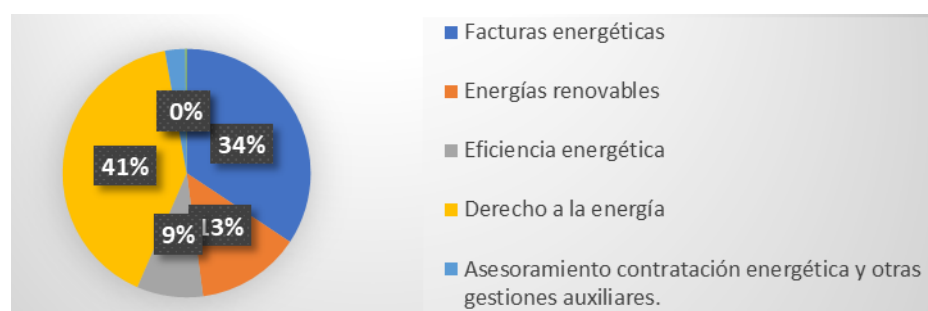 Facturas energéticas
0%
Energías renovables
34%
Eficiencia energética
41%
Derecho a la energía
9%
13%
Asesoramiento contratación energética y otras
gestiones auxiliares.